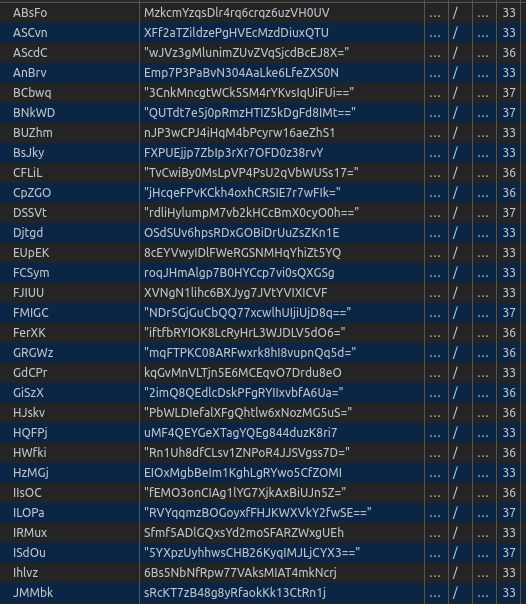 ABsFo MzkcmYzqsDlr4rq6crqz6uzVH0UV ... / ... 33
ASCvn XFf2aTZildzePgHVEcMzdDiuxQTU ... / ... 33
AScdC "wJVz3gMlunimZUvZVqSjcdBcEJ8X=" ... / ... 36
AnBrv Emp7P3PaBvN304AaLke6LfeZXS0N ... / ... 33
BCbwq "3CnkMncgtWCk5SM4rYKvsIqUiFUi==" ... / ... 37
BNkWD "QUTdt7e5j0pRmzHTIZSkDgFd8IMt==" ... / ... 37
BUZhm nJP3wCPJ4iHqM4bPcyrw16aeZhS1 ... / ... 33
BsJky FXPUEjjp7ZbIp3rXr7OFD0z38rvY ... / ... 33
CFLiL "TvCwiBy0MsLpVP4PsU2qVbWUSs17=" ... / ... 36
CpZGO "jHcqeFPvKCkh4oxhCRSIE7r7wFIk=" ... / ... 36
DSSVt "rdliHylumpM7vb2kHCcBmX0cyO0h==" ... / ... 37
Djtgd OSdSUv6hpsRDxGOBiDrUuZsZKn1E ... / ... 33
EUpEK 8cEYVwyIDlFWeRGSNMHqYhiZt5YQ ... / ... 33
FCSym roqJHmAlgp7B0HYCcp7vi0sQXGSg ... / ... 33
FJIUU XVNgN1lihc6BXJyg7JVtYVIXICVF ... / ... 33
FMIGC "NDr5GjGuCbQQ77xcwlhUIjiUjD8q==" ... / ... 37
FerXK "iftfbRYIOK8LcRyHrL3WJDLV5dO6=" ... / ... 36
GRGWz "mqFTPKC08ARFwxrk8hI8vupnQq5d=" ... / ... 36
GdCPr kqGvMnVLTjn5E6MCEqvO7Drdu8eO ... / ... 33
GiSzX "2imQ8QEdlcDskPFgRYIIxvbfA6Ua=" ... / ... 36
HJskv "PbWLDIefalXFgQhtlw6xNozMG5uS=" ... / ... 36
HQFPj uMF4QEYGeXTagYQEg844duzK8ri7 ... / ... 33
HWfki "Rn1Uh8dfCLsv1ZNPoR4JJSVgss7D=" ... / ... 36
HzMGj EIOxMgbBeIm1KghLgRYwo5CfZOMI ... / ... 33
IIsOC "fEMO3onCIAg1lYG7XjkAxBiUJn5Z=" ... / ... 36
ILOPa "RVYqqmzBOGoyxfFHJKWXVkY2fwSE==" ... / ... 37
IRMux Sfmf5ADlGQxsYd2moSFARZWxgUEh ... / ... 33
ISdOu "5YXpzUyhhwsCHB26KyqIMJLjCYX3==" ... / ... 37
Ihlvz 6Bs5NbNfRpw77VAksMIAT4mkNcrj ... / ... 33
JMMbk sRcKT7zB48g8yRfaokKk13CtRn1j ... / ... 33